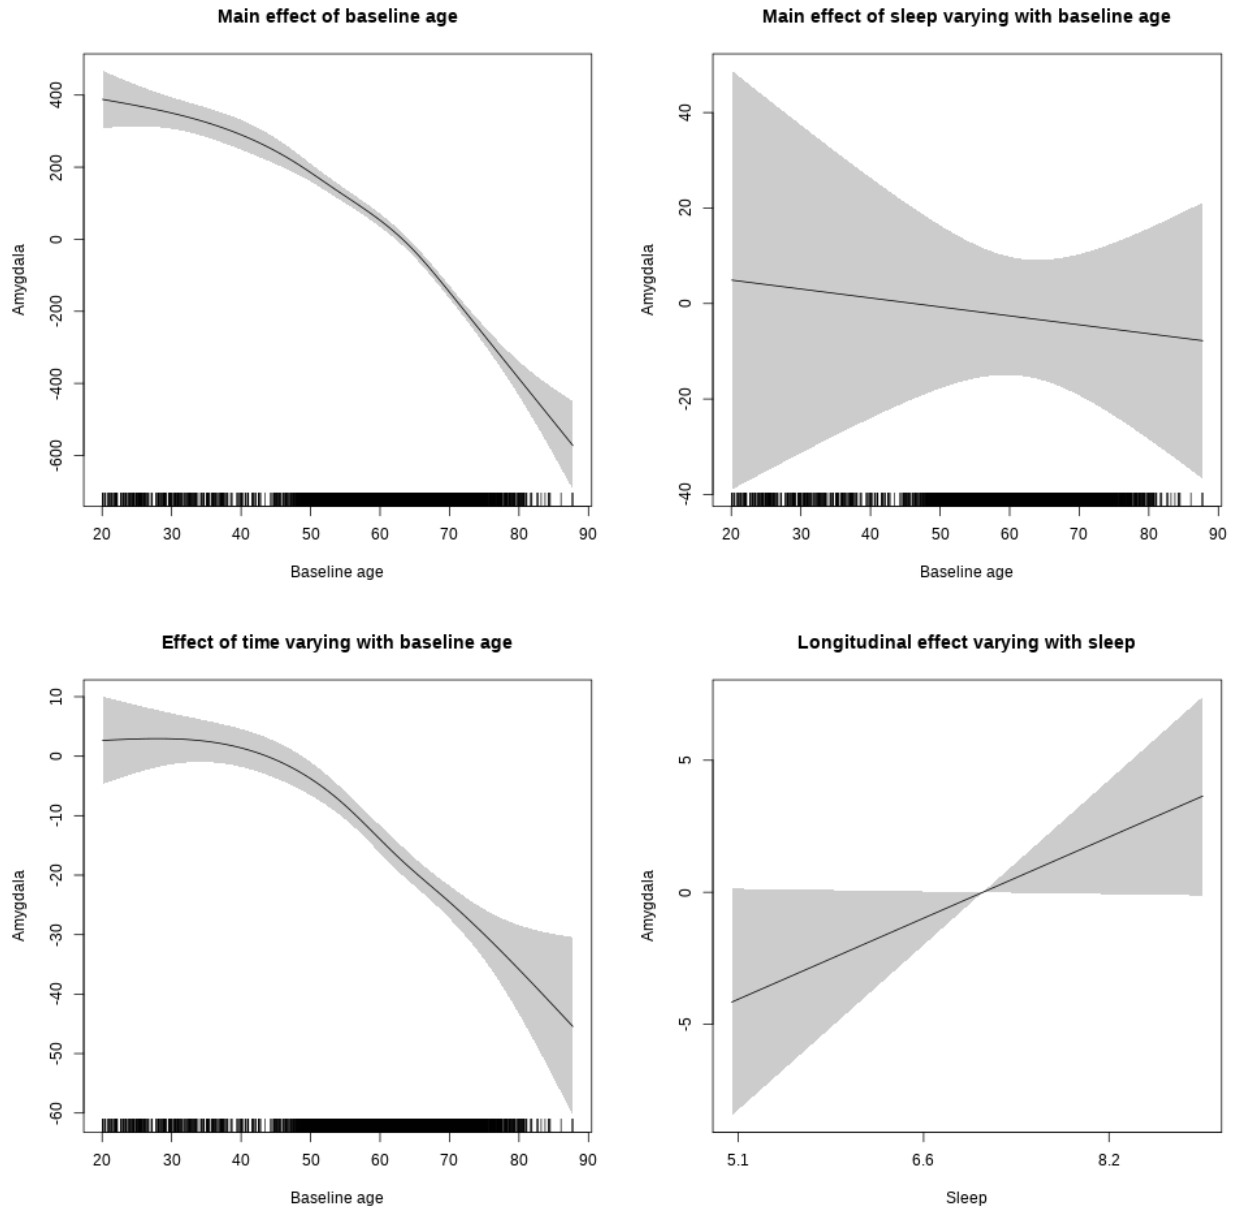 Main effect of baseline age
400
200
0
-200
-400
-600
Amygdala
20 30 40 50 60 70 80 90
Baseline age
Main effect of sleep varying with baseline age
40
20
0
-20
-40
Amygdala
20 30 40 50 60 70 80 90
Baseline age
Effect of time varying with baseline age
10
0
-10
-20
-30
-40
-50
-60
Amygdala
20 30 40 50 60 70 80 90
Baseline age
Longitudinal effect varying with sleep
5
0
-5
Amygdala
5.1 6.6 8.2
Sleep